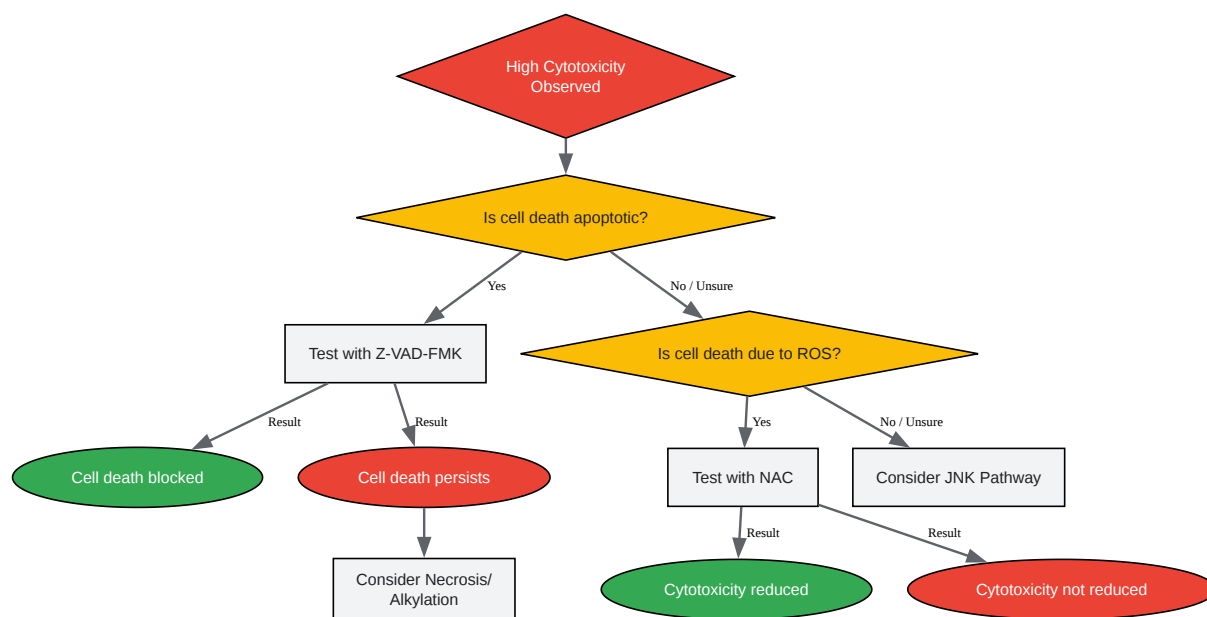 High Cytotoxicity
Observed
Is cell death apoptotic?
Yes
No / Unsure
Test with Z-VAD-FMK
Is cell death due to ROS?
Result
Result
Yes
No / Unsure
Cell death blocked
Cell death persists
Test with NAC
Consider JNK Pathway
Result
Result
Consider Necrosis/
Alkylation
Cytotoxicity reduced
Cytotoxicity not reduced